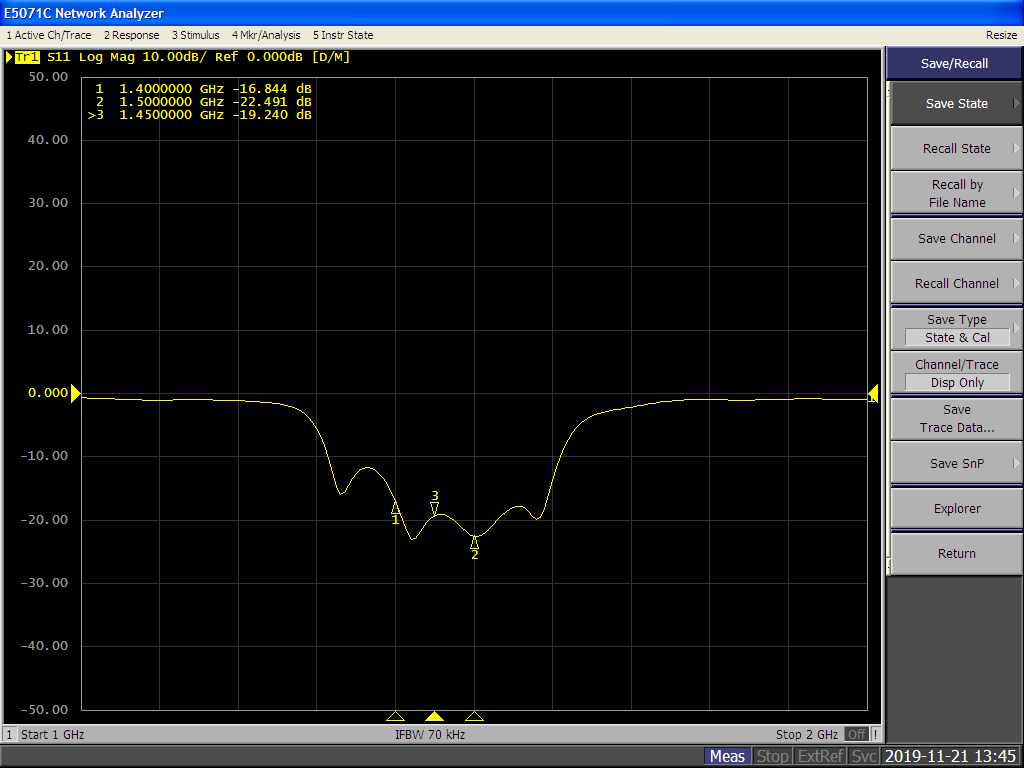 E5071C Network Analyzer
1 Active Ch/Trace 2 Response 3 Stimulus 4 Mkr/Analysis 5 Instr State Resize
Tr1 S11 Log Mag 10.00dB/ Ref 0.000dB [D/M]
50.00
1 1.4000000 GHz -16.844 dB
2 1.5000000 GHz -22.491 dB
>3 1.4500000 GHz -19.240 dB
40.00
30.00
20.00
10.00
0.000
-10.00
-20.00
-30.00
-40.00
-50.00
3
1
2
1 Start 1 GHz IFBW 70 kHz Stop 2 GHz Off !
Save/Recall
Save State
Recall State
Recall by
File Name
Save Channel
Recall Channel
Save Type
State & Cal
Channel/Trace
Disp Only
Save
Trace Data...
Save SnP
Explorer
Return
Meas Stop ExtRef Svc 2019-11-21 13:45